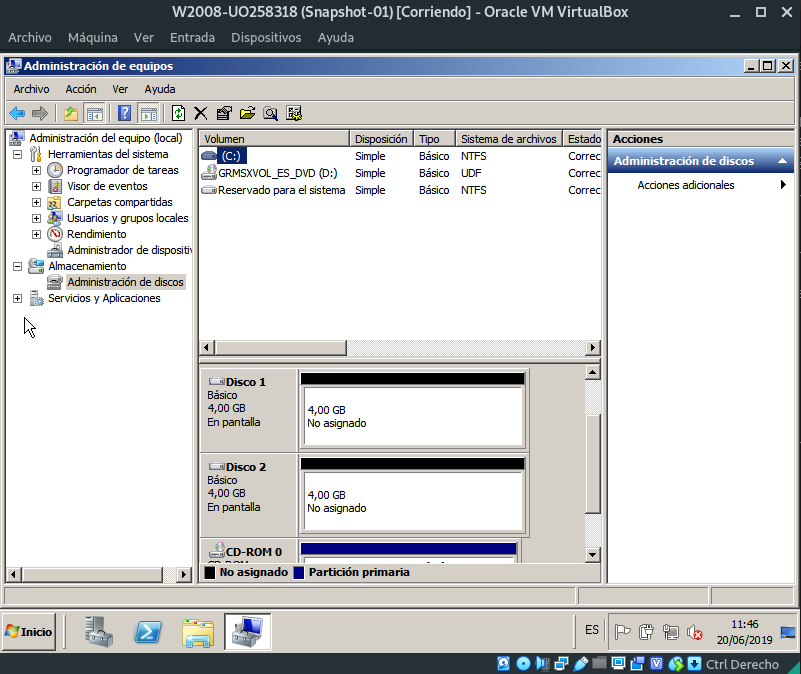 W2008-UO258318 (Snapshot-01) [Corriendo] - Oracle VM VirtualBox
Archivo Máquina Ver Entrada Dispositivos Ayuda
Administración de equipos
Archivo Acción Ver Ayuda
Administración del equipo (local)
Herramientas del sistema
Programador de tareas
Visor de eventos
Carpetas compartidas
Usuarios y grupos locales
Rendimiento
Administrador de dispositi
Almacenamiento
Administración de discos
Servicios y Aplicaciones
Volumen Disposición Tipo Sistema de archivos Estado
(C:) Simple Básico NTFS Correc
GRMSXVOL_ES_DVD (D:) Simple Básico UDF Correc
Reservado para el sistema Simple Básico NTFS Correc
Disco 1
Básico
4,00 GB
En pantalla
4,00 GB
No asignado
Disco 2
Básico
4,00 GB
En pantalla
4,00 GB
No asignado
CD-ROM 0
No asignado Partición primaria
Acciones
Administración de discos
Acciones adicionales
Inicio
ES
11:46
20/06/2019
Ctrl Derecho